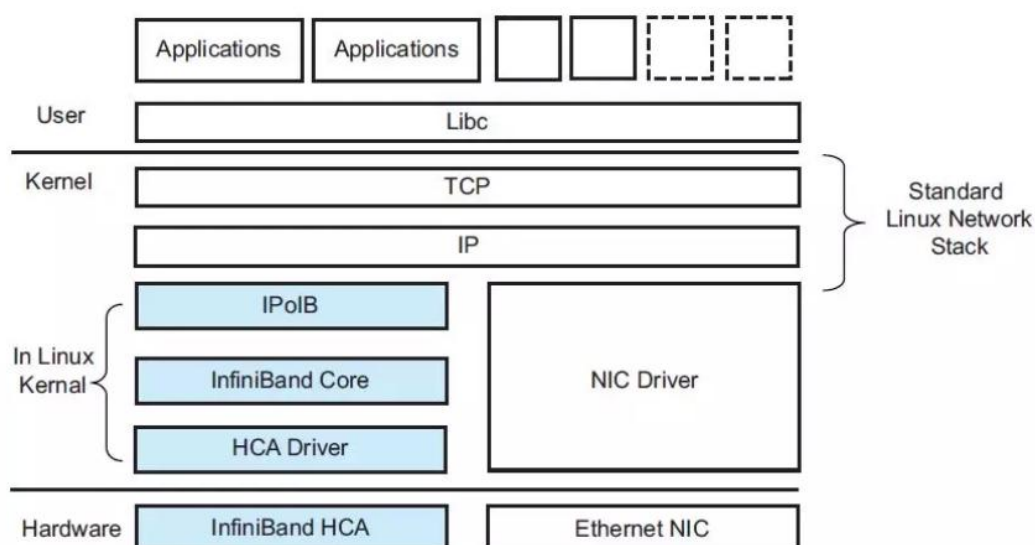 Applications
Applications
User
Libc
Kernel
TCP
Standard
Linux Network
Stack
IP
IPoIB
In Linux
Kernal
InfiniBand Core
NIC Driver
HCA Driver
Hardware
InfiniBand HCA
Ethernet NIC